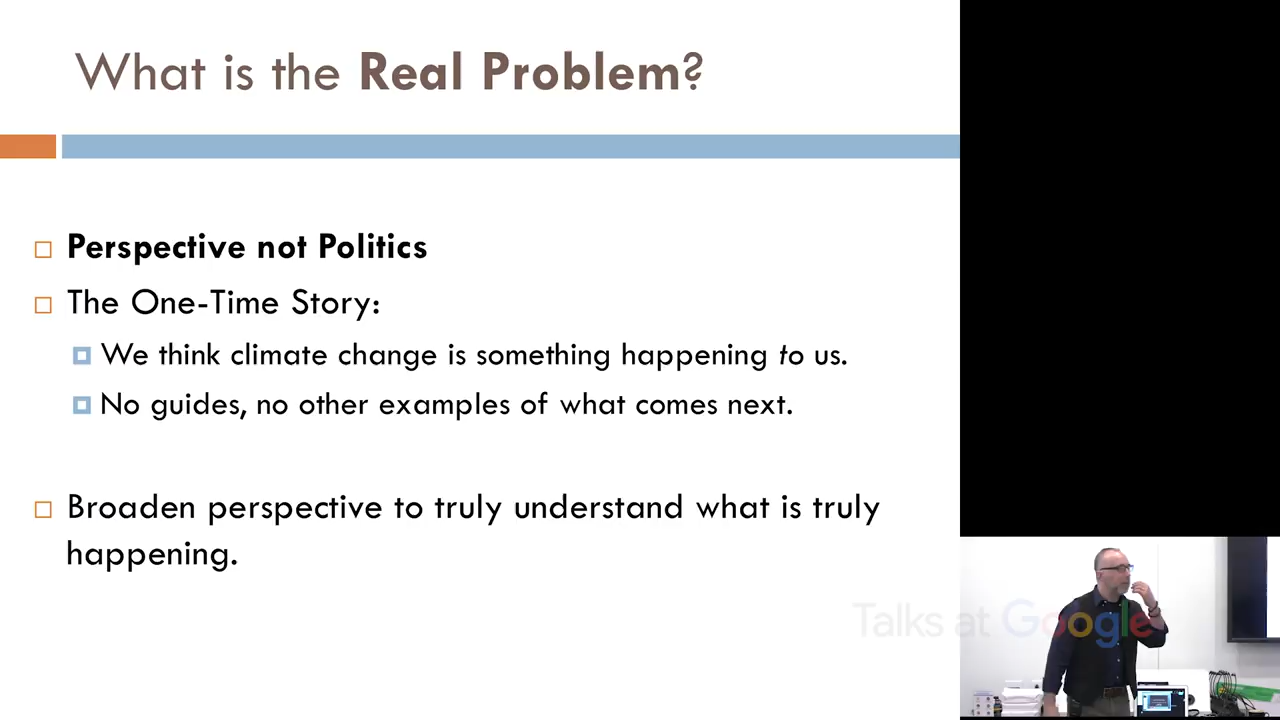 What is the Real Problem?
Perspective not Politics
The One-Time Story:
We think climate change is something happening to us.
No guides, no other examples of what comes next.
Broaden perspective to truly understand what is truly
happening.
Talks at Google